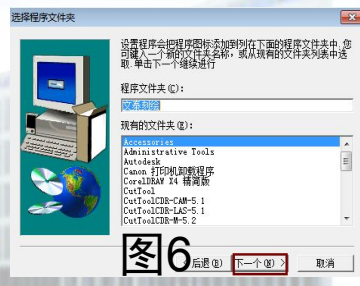 选择程序文件夹
设置程序会把程序图标添加到列在下面的程序文件夹中.您
可键入一个新的文件夹名称,或从现有的文件夹列表中选
取.单击下一个继续进行
程序文件夹(C):
文泰刻绘
现有的文件夹(E):
Accessories
Administrative Tools
Autodesk
Canon 打印机卸载程序
CorelDRAW X4 精简版
CutTool
CutToolCDR-CAM-5.1
CutToolCDR-LAS-5.1
CutToolCDR-M-5.2
图6
后退(B) 下一个(N) > 取消